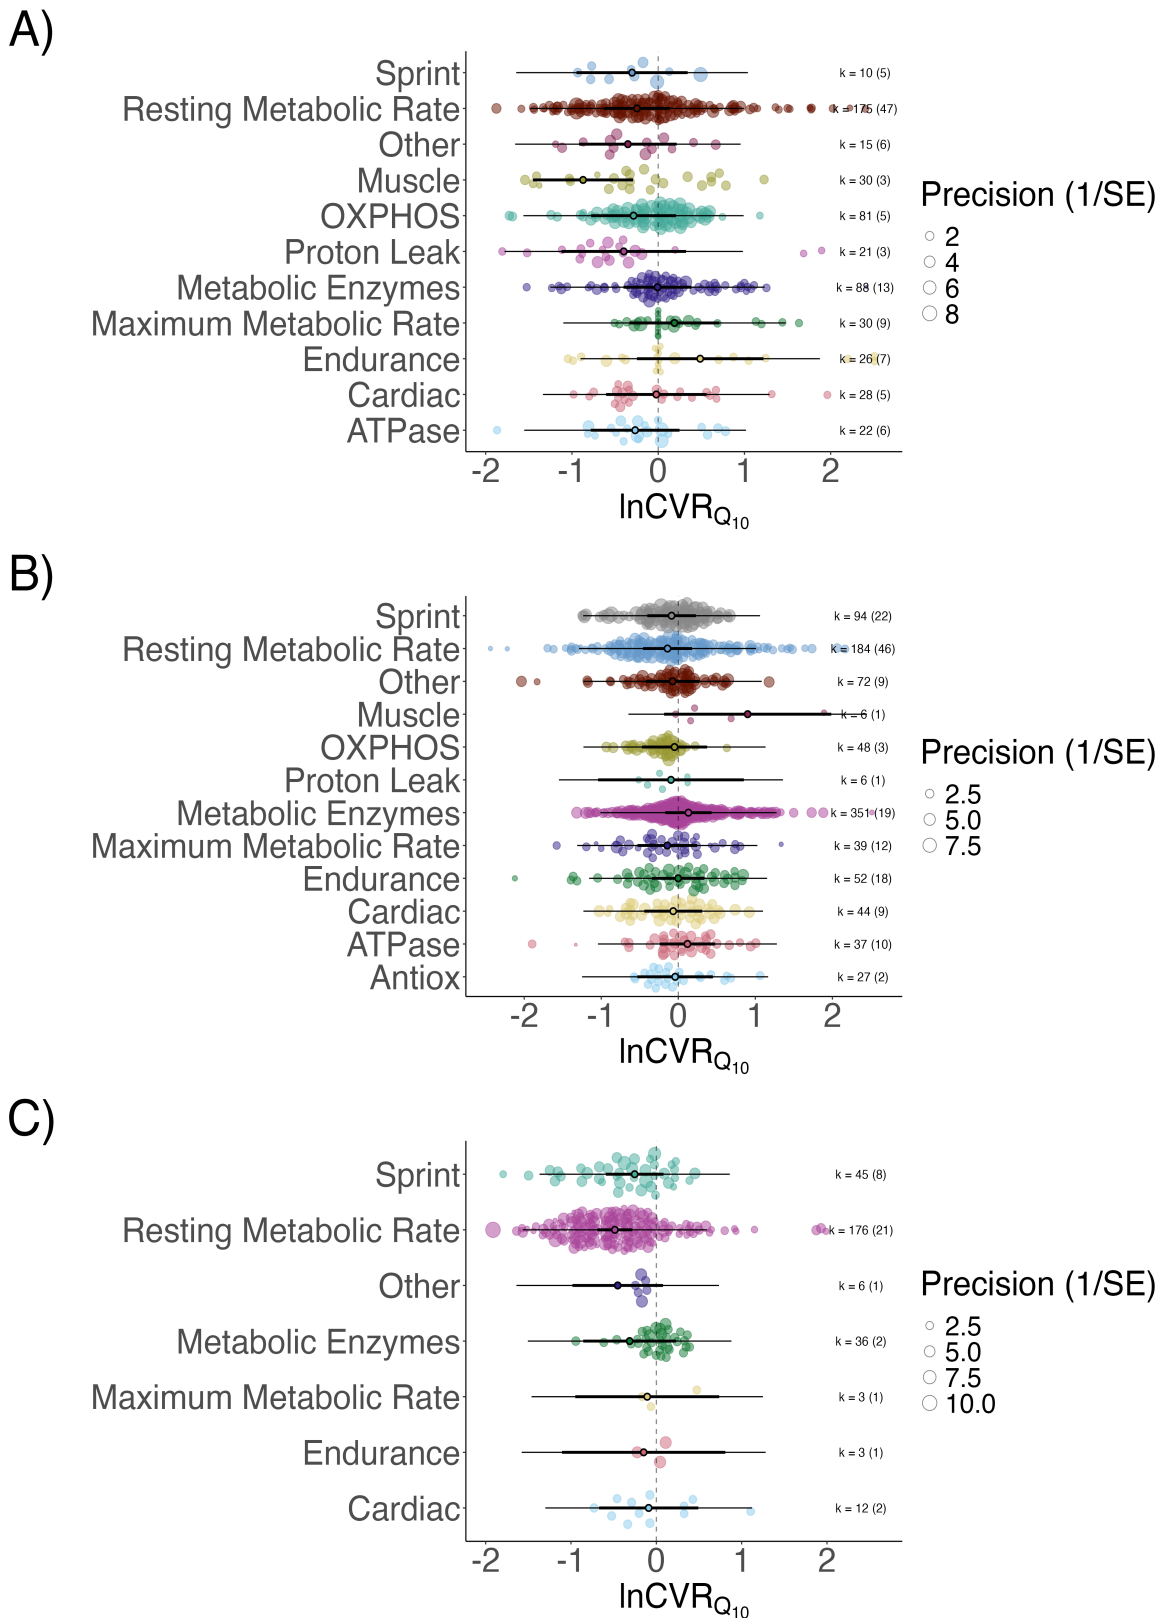 A)
Sprint k = 10 (5)
Resting Metabolic Rate k = 175 (47)
Other k = 15 (6)
Muscle k = 30 (3)
OXPHOS k = 81 (5)
Proton Leak k = 21 (3)
Metabolic Enzymes k = 88 (13)
Maximum Metabolic Rate k = 30 (9)
Endurance k = 26 (7)
Cardiac k = 28 (5)
ATPase k = 22 (6)
-2 -1 0 1 2
lnCVRQ10
Precision (1/SE)
2
4
6
8
B)
Sprint k = 94 (22)
Resting Metabolic Rate k = 184 (46)
Other k = 72 (9)
Muscle k = 6 (1)
OXPHOS k = 48 (3)
Proton Leak k = 6 (1)
Metabolic Enzymes k = 351 (19)
Maximum Metabolic Rate k = 39 (12)
Endurance k = 52 (18)
Cardiac k = 44 (9)
ATPase k = 37 (10)
Antiox k = 27 (2)
-2 -1 0 1 2
lnCVRQ10
Precision (1/SE)
2.5
5.0
7.5
C)
Sprint k = 45 (8)
Resting Metabolic Rate k = 176 (21)
Other k = 6 (1)
Metabolic Enzymes k = 36 (2)
Maximum Metabolic Rate k = 3 (1)
Endurance k = 3 (1)
Cardiac k = 12 (2)
-2 -1 0 1 2
lnCVRQ10
Precision (1/SE)
2.5
5.0
7.5
10.0